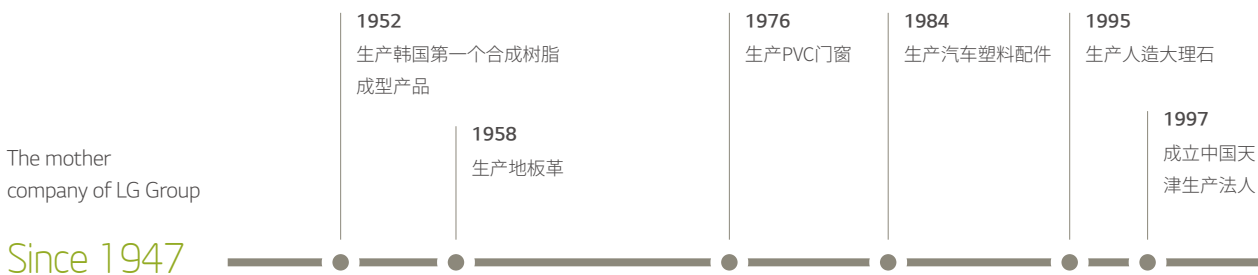 The mother
company of LG Group
Since 1947
1952
生产韩国第一个合成树脂
成型产品
1958
生产地板革
1976
生产PVC门窗
1984
生产汽车塑料配件
1995
生产人造大理石
1997
成立中国天
津生产法人